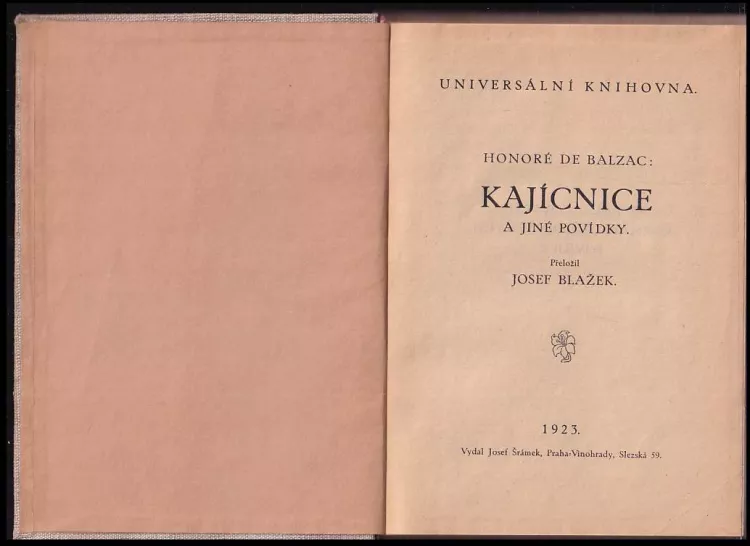 UNIVERSÁLNÍ KNIHOVNA.
HONORÉ DE BALZAC:
KAJÍCNICE
A JINÉ POVÍDKY.
Přeložil
JOSEF BLAŽEK.
1923.
Vydal Josef Šrámek, Praha-Vinohrady, Slezská 59.